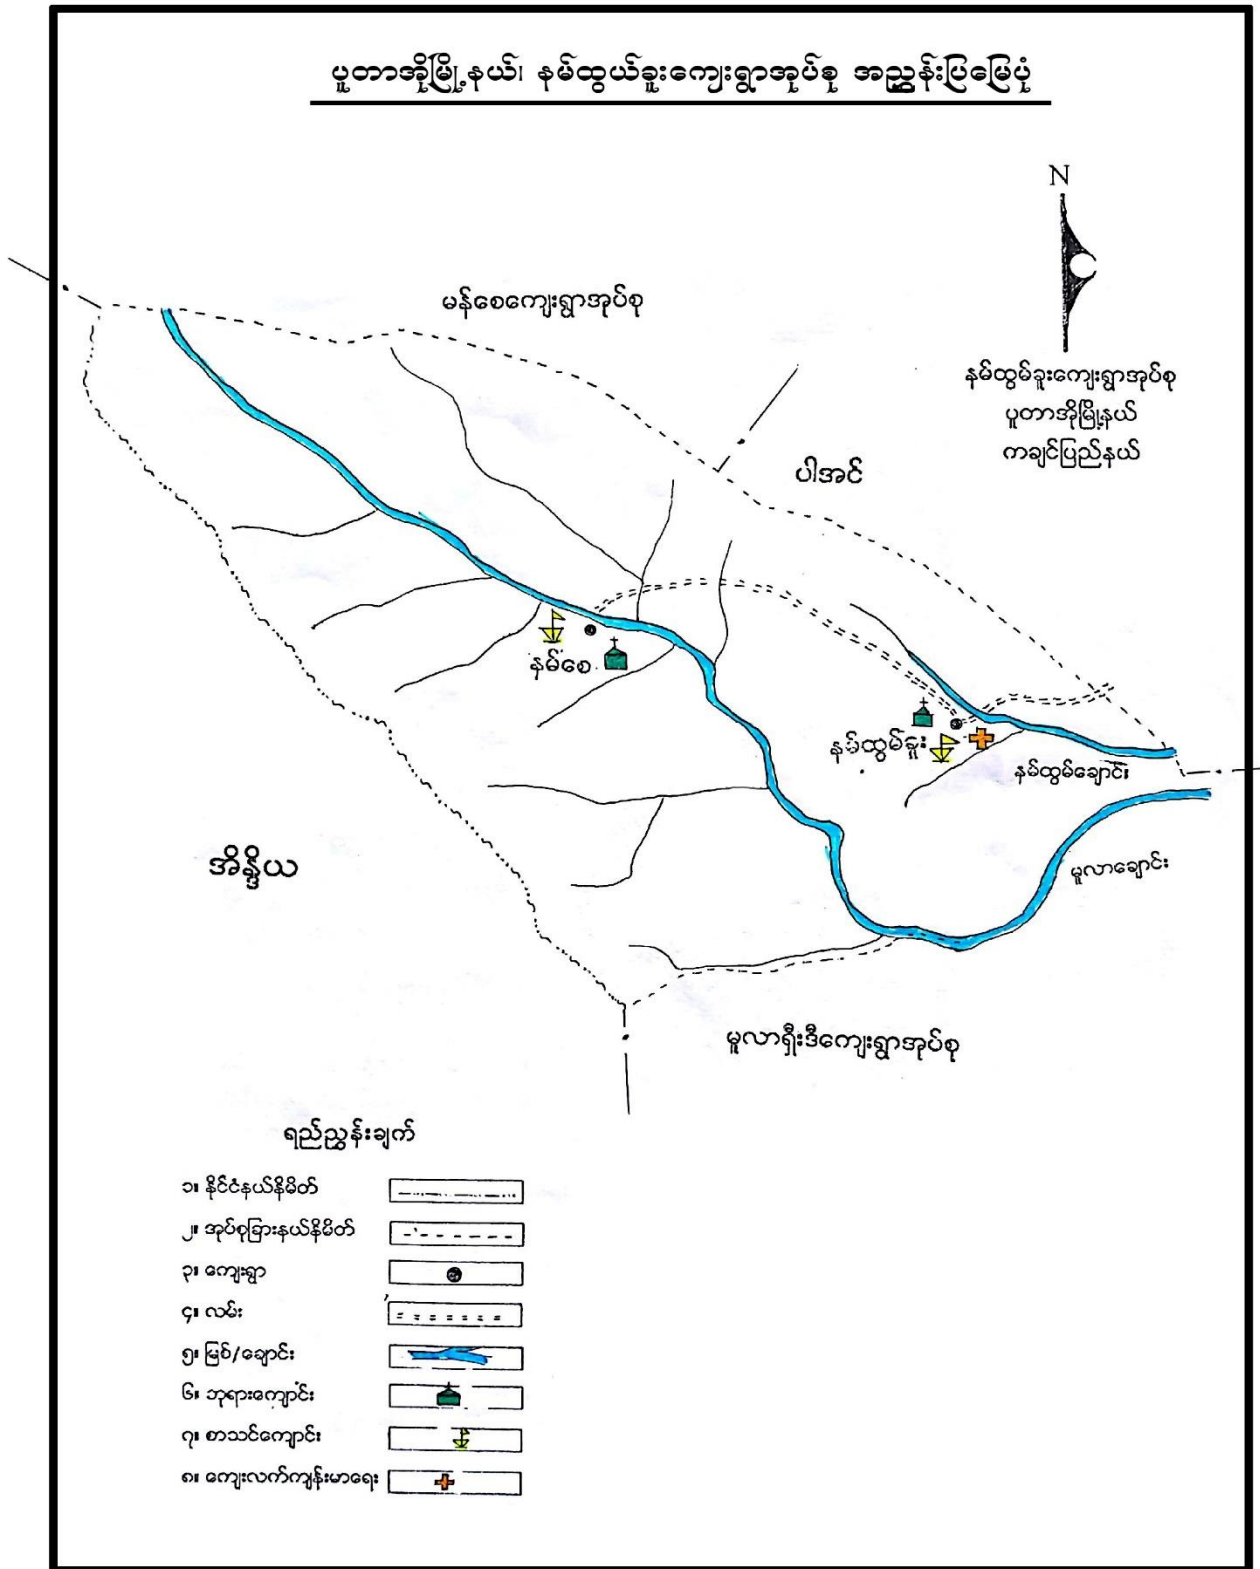 ပူတာအိုမြို့နယ်၊ နမ်ထွယ်ခူးကျေးရွာအုပ်စု အညွှန်းပြမြေပုံ
N
မန်စေကျေးရွာအုပ်စု
နမ်ထွမ်ခူးကျေးရွာအုပ်စု
ပူတာအိုမြို့နယ်
ကချင်ပြည်နယ်
ပါအင်
နမ်စေ
နမ်ထွမ်ခူး
နမ်ထွမ်ချောင်း
မူလာချောင်း
အိန္ဒိယ
မူလာရှီးဒီကျေးရွာအုပ်စု
ရည်ညွှန်းချက်
၁။ နိုင်ငံနယ်နိမိတ်
၂။ အုပ်စုခြားနယ်နိမိတ်
၃။ ကျေးရွာ
၄။ လမ်း
၅။ မြစ်/ချောင်း
၆။ ဘုရားကျောင်း
၇။ စာသင်ကျောင်း
၈။ ကျေးလက်ကျန်းမာရေး